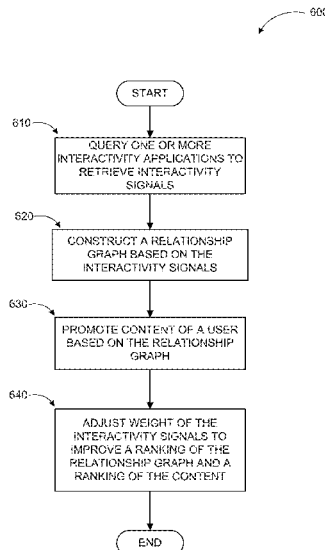 600
START
610
QUERY ONE OR MORE
INTERACTIVITY APPLICATIONS TO
RETRIEVE INTERACTIVITY
SIGNALS
620
CONSTRUCT A RELATIONSHIP
GRAPH BASED ON THE
INTERACTIVITY SIGNALS
630
PROMOTE CONTENT OF A USER
BASED ON THE RELATIONSHIP
GRAPH
640
ADJUST WEIGHT OF THE
INTERACTIVITY SIGNALS TO
IMPROVE A RANKING OF THE
RELATIONSHIP GRAPH AND A
RANKING OF THE CONTENT
END